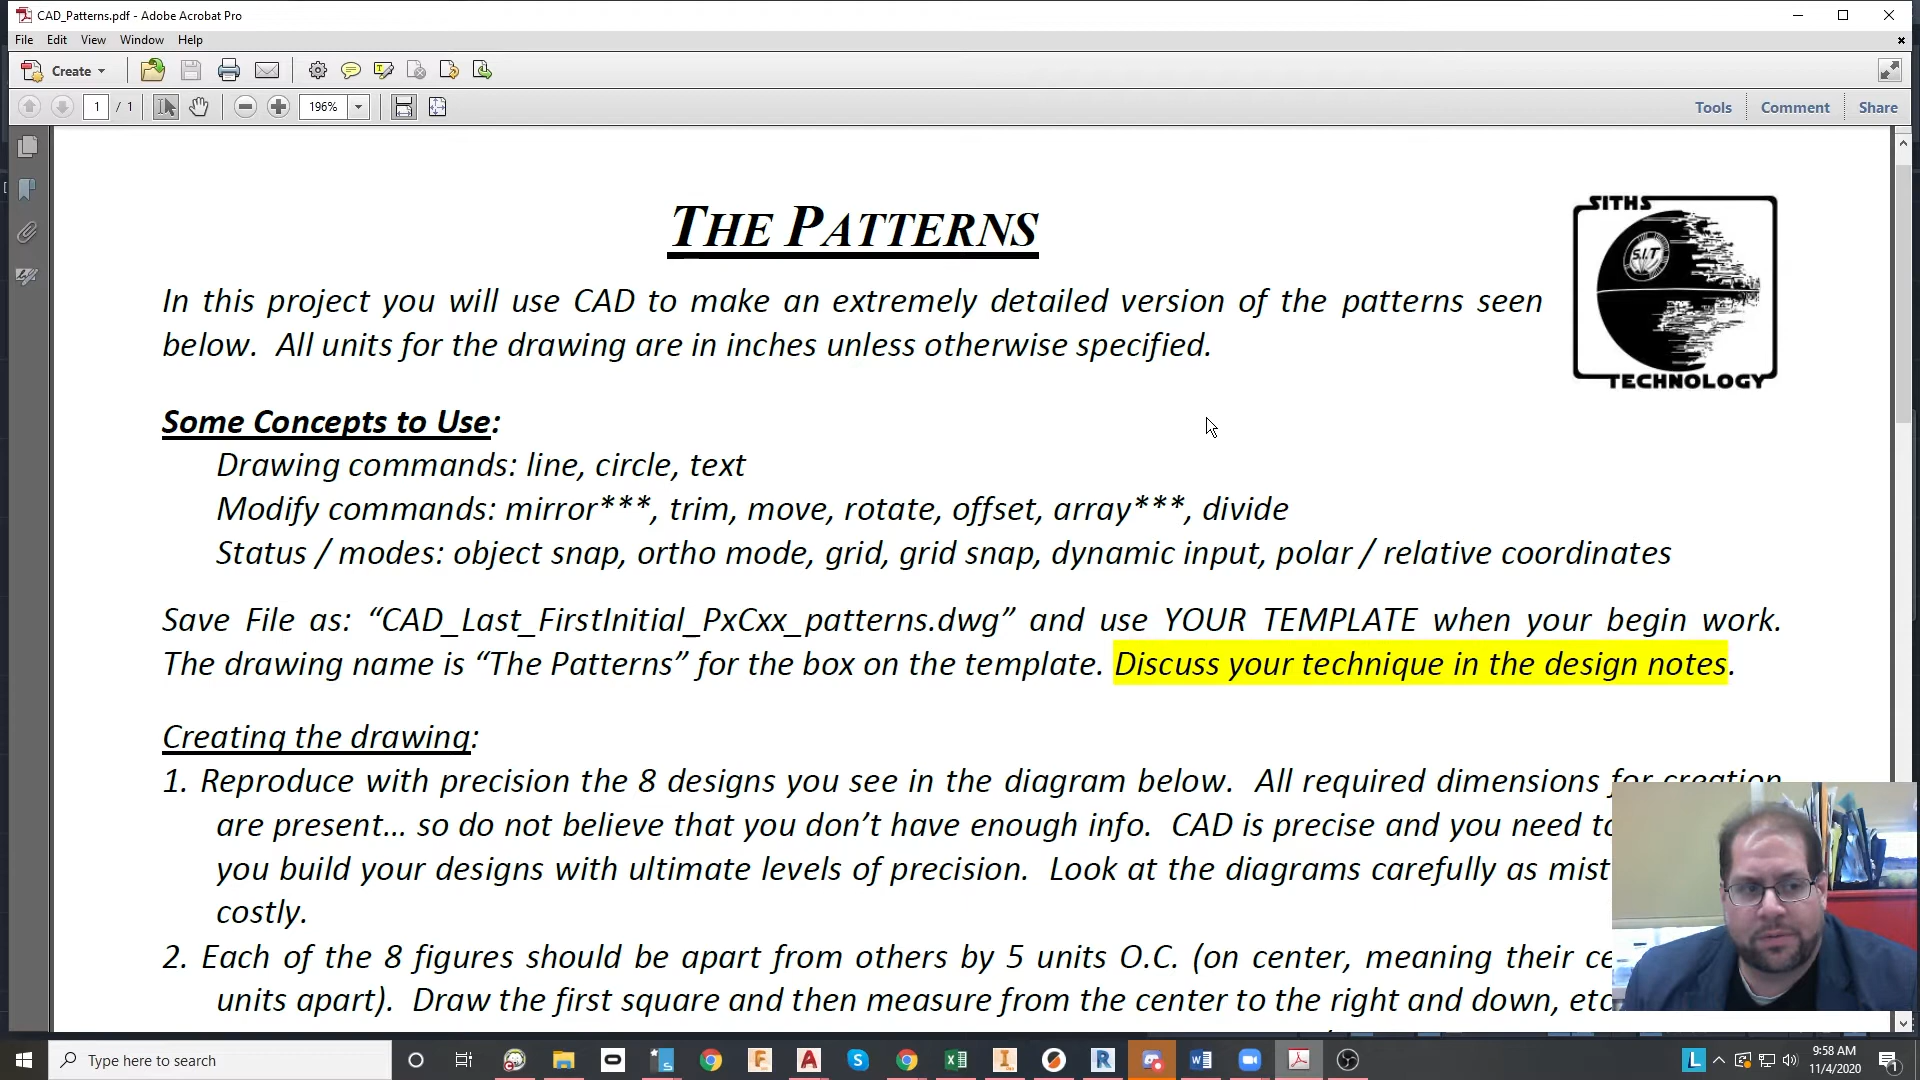 CAD_Patterns.pdf - Adobe Acrobat Pro
File Edit View Window Help
Create
1 / 1 196% Tools Comment Share
THE PATTERNS
SITHS
S.I.T
TECHNOLOGY
In this project you will use CAD to make an extremely detailed version of the patterns seen
below. All units for the drawing are in inches unless otherwise specified.
Some Concepts to Use:
Drawing commands: line, circle, text
Modify commands: mirror***, trim, move, rotate, offset, array***, divide
Status / modes: object snap, ortho mode, grid, grid snap, dynamic input, polar / relative coordinates
Save File as: “CAD_Last_FirstInitial_PxCxx_patterns.dwg” and use YOUR TEMPLATE when your begin work.
The drawing name is “The Patterns” for the box on the template. Discuss your technique in the design notes.
Creating the drawing:
1. Reproduce with precision the 8 designs you see in the diagram below. All required dimensions for creation
are present… so do not believe that you don’t have enough info. CAD is precise and you need to
you build your designs with ultimate levels of precision. Look at the diagrams carefully as mist
costly.
2. Each of the 8 figures should be apart from others by 5 units O.C. (on center, meaning their ce
units apart). Draw the first square and then measure from the center to the right and down, etc
Type here to search
9:58 AM
11/4/2020